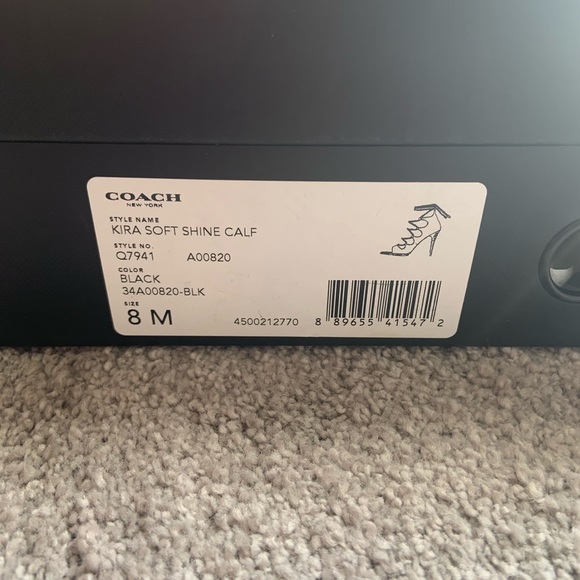 COACH
NEW YORK
STYLE NAME
KIRA SOFT SHINE CALF
STYLE NO.
Q7941 A00820
COLOR
BLACK
34A00820-BLK
SIZE
8 M
4500212770
8 89655 41547 2